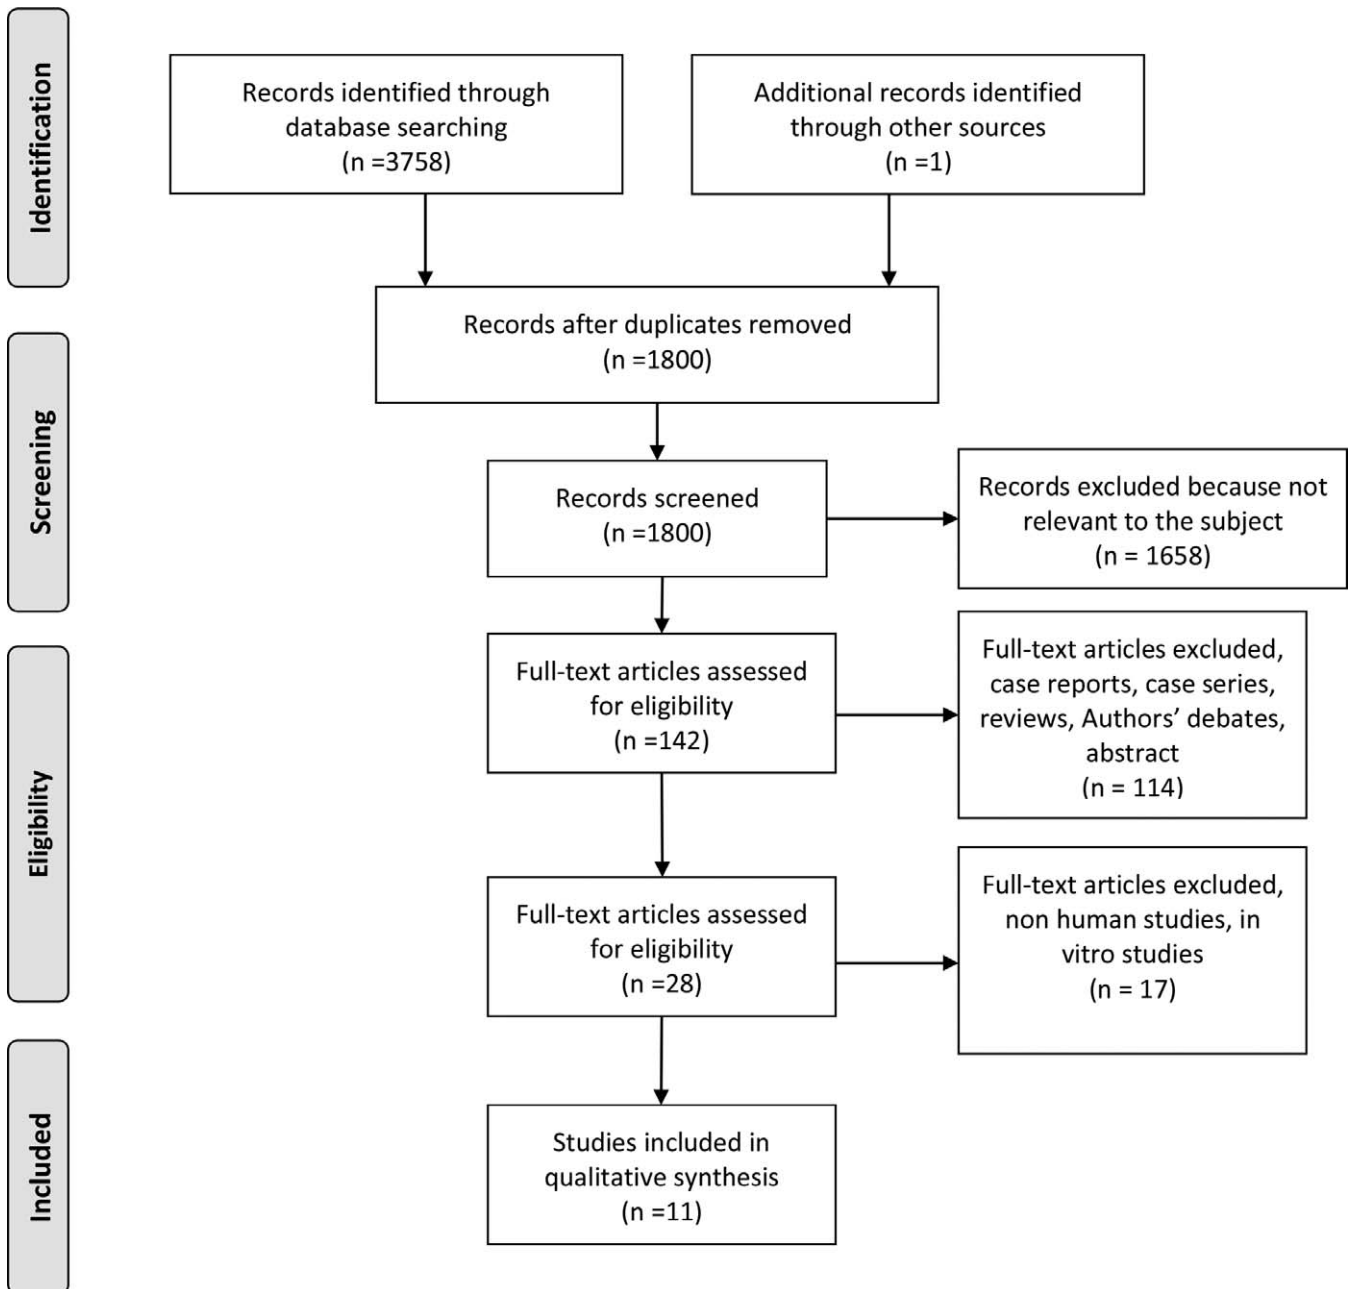 Identification
Records identified through
database searching
(n =3758)
Additional records identified
through other sources
(n =1)
Records after duplicates removed
(n =1800)
Screening
Records screened
(n =1800)
Records excluded because not
relevant to the subject
(n = 1658)
Eligibility
Full-text articles assessed
for eligibility
(n =142)
Full-text articles excluded,
case reports, case series,
reviews, Authors’ debates,
abstract
(n = 114)
Full-text articles assessed
for eligibility
(n =28)
Full-text articles excluded,
non human studies, in
vitro studies
(n = 17)
Included
Studies included in
qualitative synthesis
(n =11)